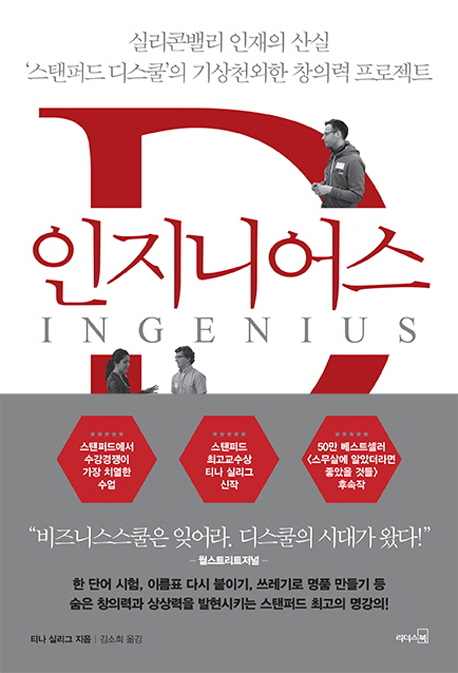 실리콘밸리 인재의 산실
‘스탠퍼드 디스쿨’의 기상천외한 창의력 프로젝트
인지니어스
INGENIUS
★★★★★
스탠퍼드에서
수강경쟁이
가장 치열한
수업
★★★★★
스탠퍼드
최고교수상
티나 실리그
신작
★★★★★
50만 베스트셀러
〈스무살에 알았더라면
좋았을 것들〉
후속작
“비즈니스스쿨은 잊어라. 디스쿨의 시대가 왔다!”
– 월스트리트저널 –
한 단어 시험, 이름표 다시 붙이기, 쓰레기로 명품 만들기 등
숨은 창의력과 상상력을 발현시키는 스탠퍼드 최고의 명강의!
티나 실리그 지음 | 김소희 옮김
리더스북